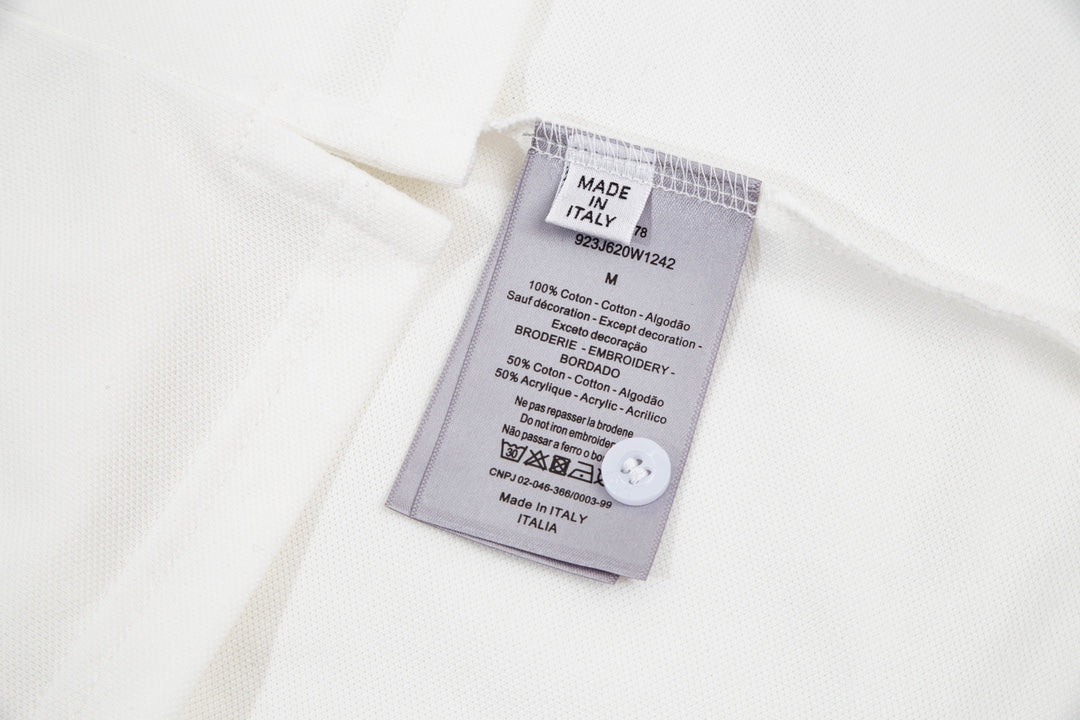 MADE
IN
ITALY
78
923J620W1242
M
100% Coton - Cotton - Algodão
Sauf décoration - Except decoration -
Exceto decoração
BRODERIE - EMBROIDERY -
BORDADO
50% Coton - Cotton - Algodão
50% Acrylique - Acrylic - Acrilico
Ne pas repasser la brodene
Do not iron embroider
Não passar a ferro o bo
30
CNPJ 02-046-366/0003-99
Made In ITALY
ITALIA